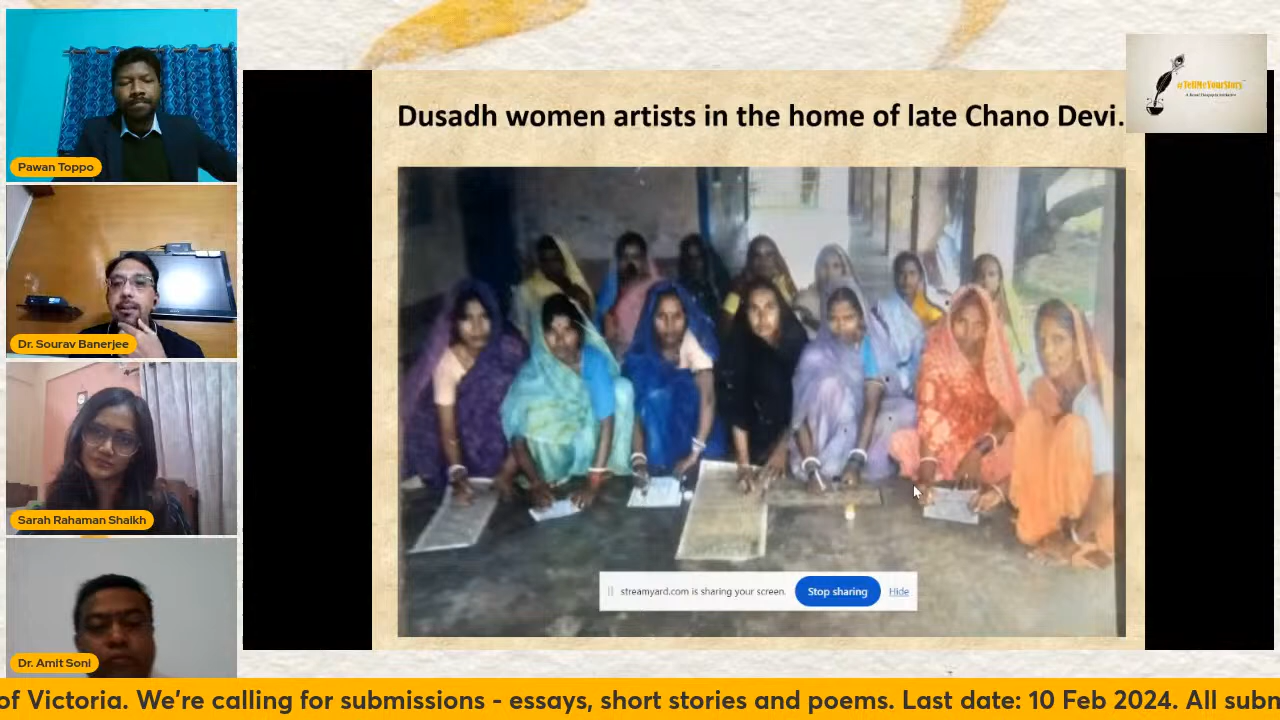 Pawan Toppo
Dr. Sourav Banerjee
Sarah Rahaman Shaikh
Dr. Amit Soni
Dusadh women artists in the home of late Chano Devi.
#TellMeYourStory
streamyard.com is sharing your screen.
Stop sharing
Hide
of Victoria. We're calling for submissions - essays, short stories and poems. Last date: 10 Feb 2024. All subn